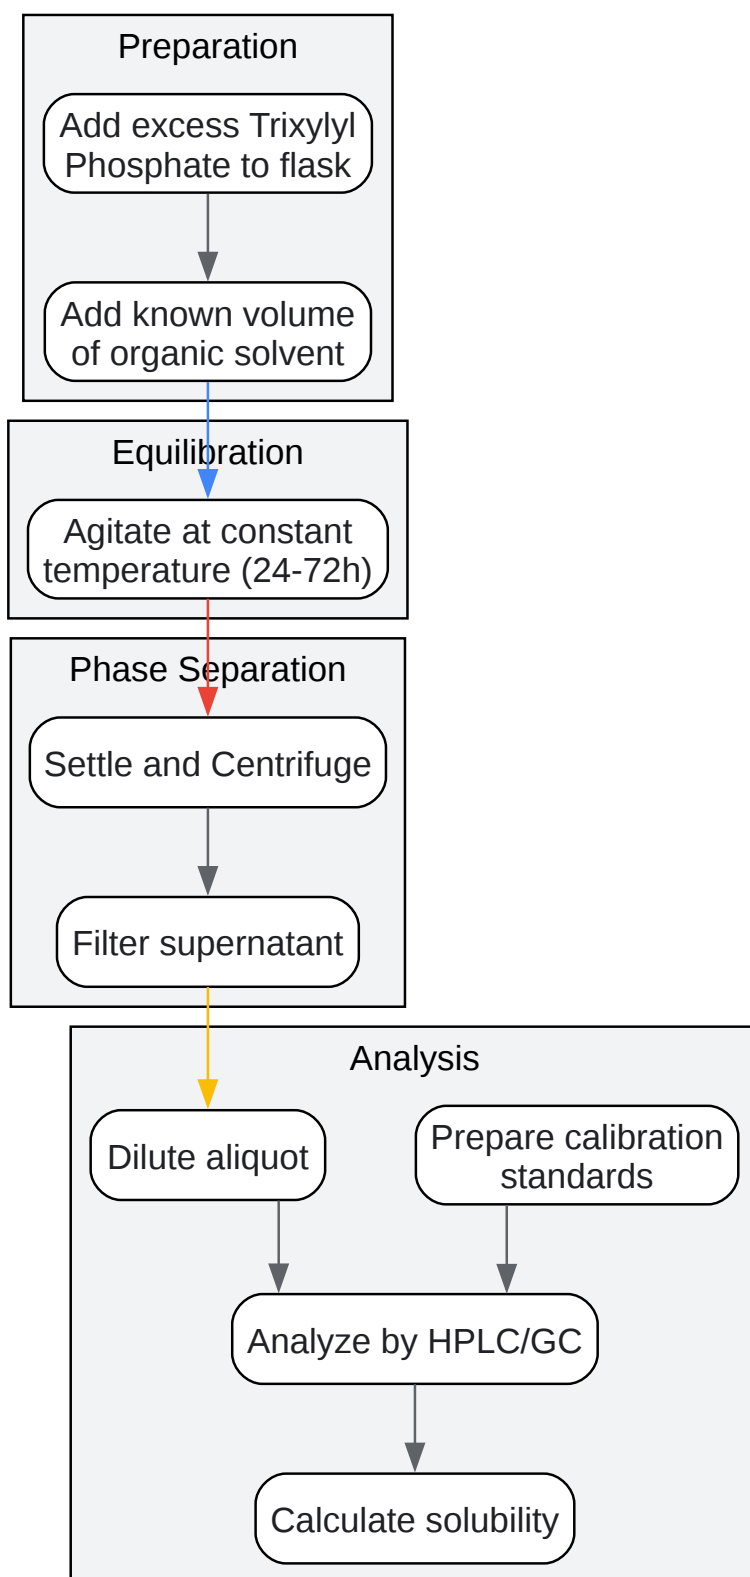 Preparation
Add excess Trixylyl
Phosphate to flask
Add known volume
of organic solvent
Equilibration
Agitate at constant
temperature (24-72h)
Phase Separation
Settle and Centrifuge
Filter supernatant
Analysis
Dilute aliquot
Prepare calibration
standards
Analyze by HPLC/GC
Calculate solubility